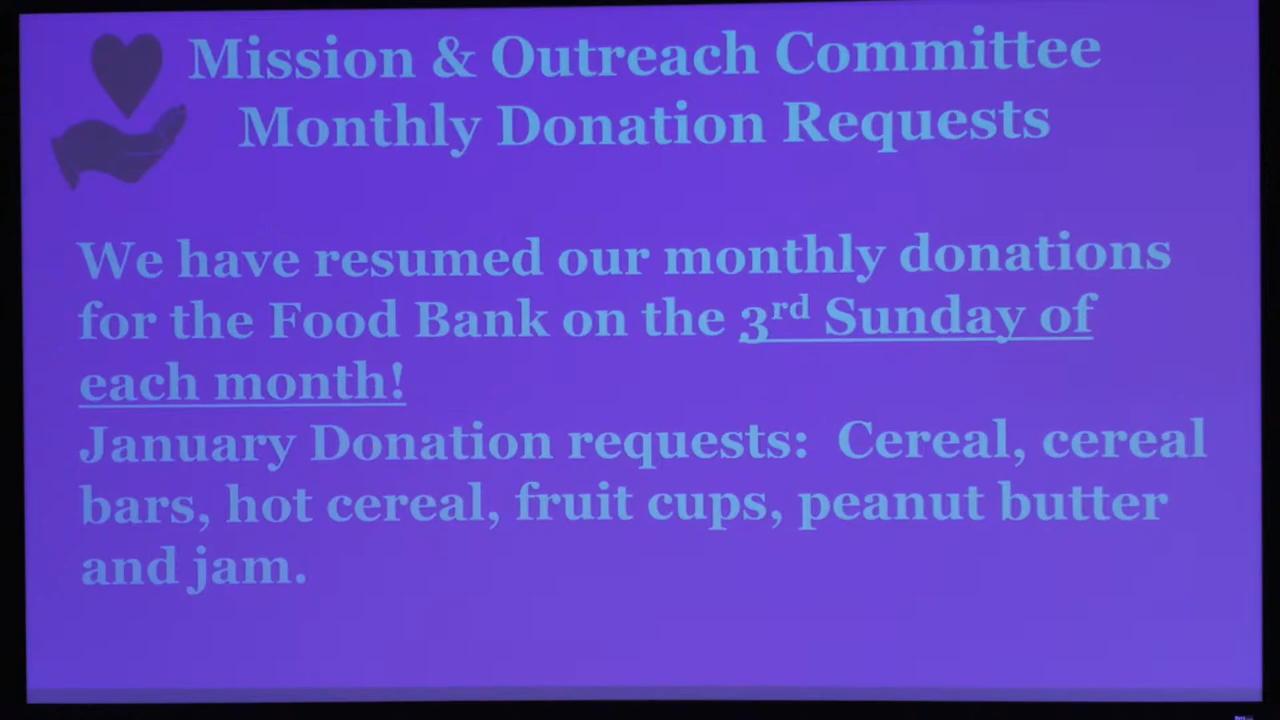 Mission & Outreach Committee
Monthly Donation Requests
We have resumed our monthly donations
for the Food Bank on the 3rd Sunday of
each month!
January Donation requests:  Cereal, cereal
bars, hot cereal, fruit cups, peanut butter
and jam.